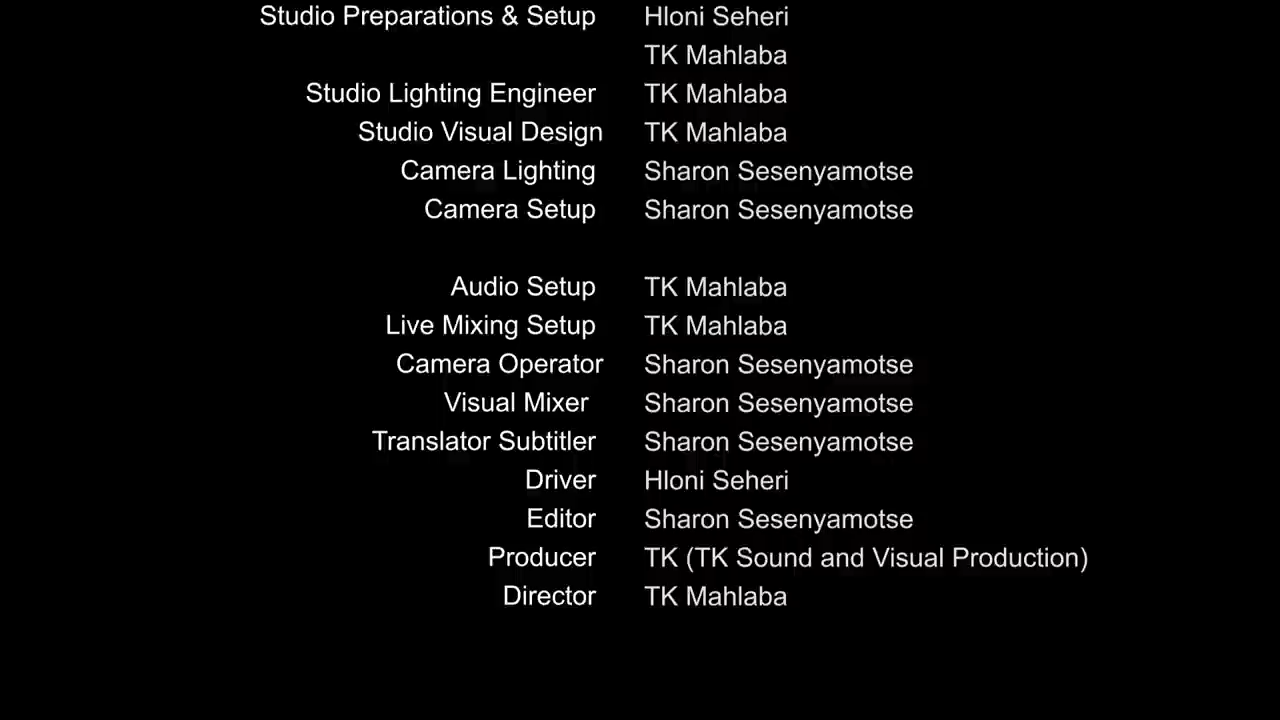 Studio Preparations & Setup Hloni Seheri
TK Mahlaba
Studio Lighting Engineer TK Mahlaba
Studio Visual Design TK Mahlaba
Camera Lighting Sharon Sesenyamotse
Camera Setup Sharon Sesenyamotse
Audio Setup TK Mahlaba
Live Mixing Setup TK Mahlaba
Camera Operator Sharon Sesenyamotse
Visual Mixer Sharon Sesenyamotse
Translator Subtitler Sharon Sesenyamotse
Driver Hloni Seheri
Editor Sharon Sesenyamotse
Producer TK (TK Sound and Visual Production)
Director TK Mahlaba